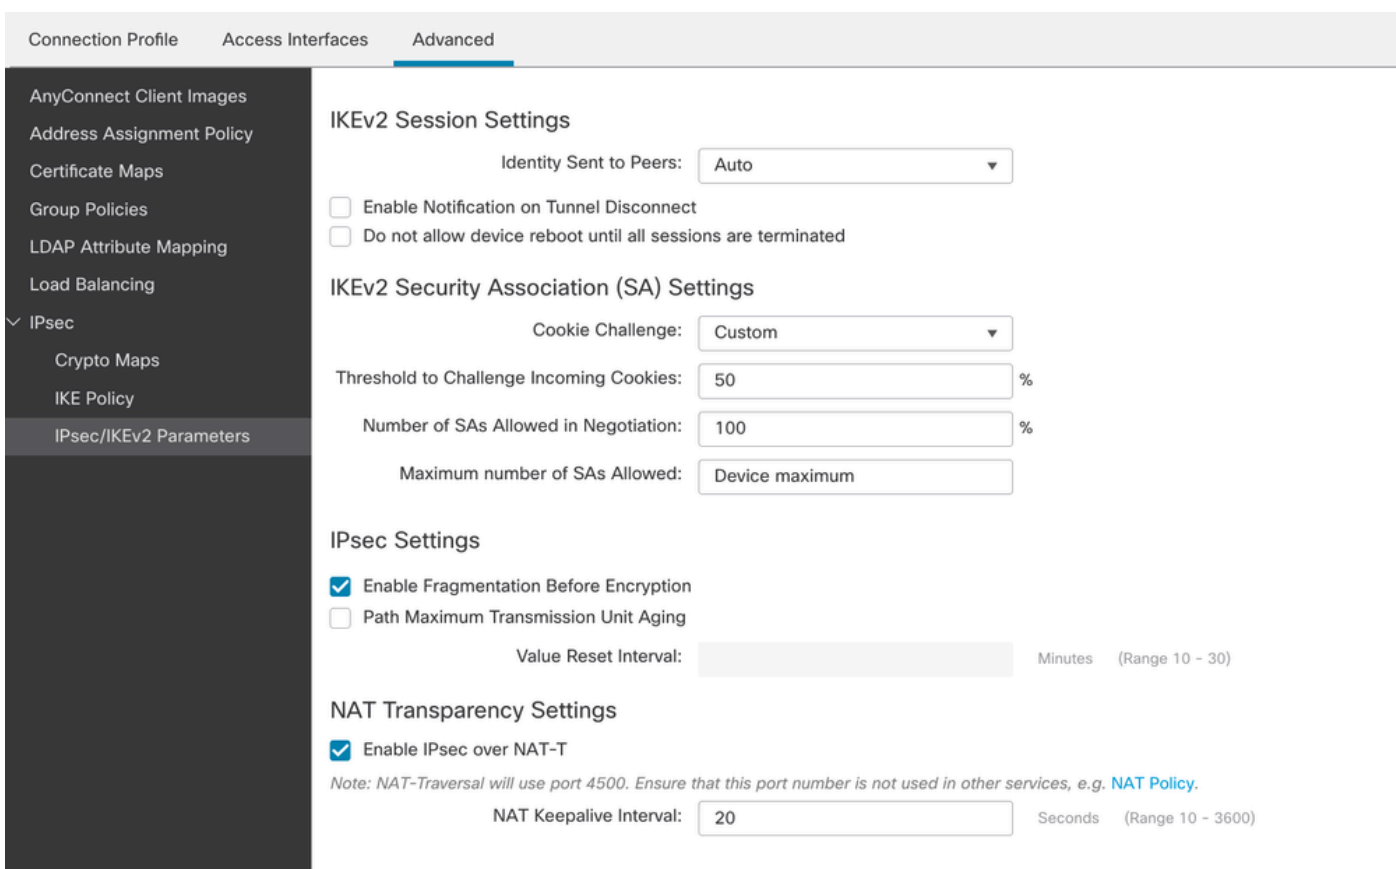 Connection Profile Access Interfaces Advanced
AnyConnect Client Images
Address Assignment Policy
Certificate Maps
Group Policies
LDAP Attribute Mapping
Load Balancing
IPsec
Crypto Maps
IKE Policy
IPsec/IKEv2 Parameters
IKEv2 Session Settings
Identity Sent to Peers: Auto
Enable Notification on Tunnel Disconnect
Do not allow device reboot until all sessions are terminated
IKEv2 Security Association (SA) Settings
Cookie Challenge: Custom
Threshold to Challenge Incoming Cookies: 50 %
Number of SAs Allowed in Negotiation: 100 %
Maximum number of SAs Allowed: Device maximum
IPsec Settings
Enable Fragmentation Before Encryption
Path Maximum Transmission Unit Aging
Value Reset Interval: Minutes (Range 10 - 30)
NAT Transparency Settings
Enable IPsec over NAT-T
Note: NAT-Traversal will use port 4500. Ensure that this port number is not used in other services, e.g. NAT Policy.
NAT Keepalive Interval: 20 Seconds (Range 10 - 3600)